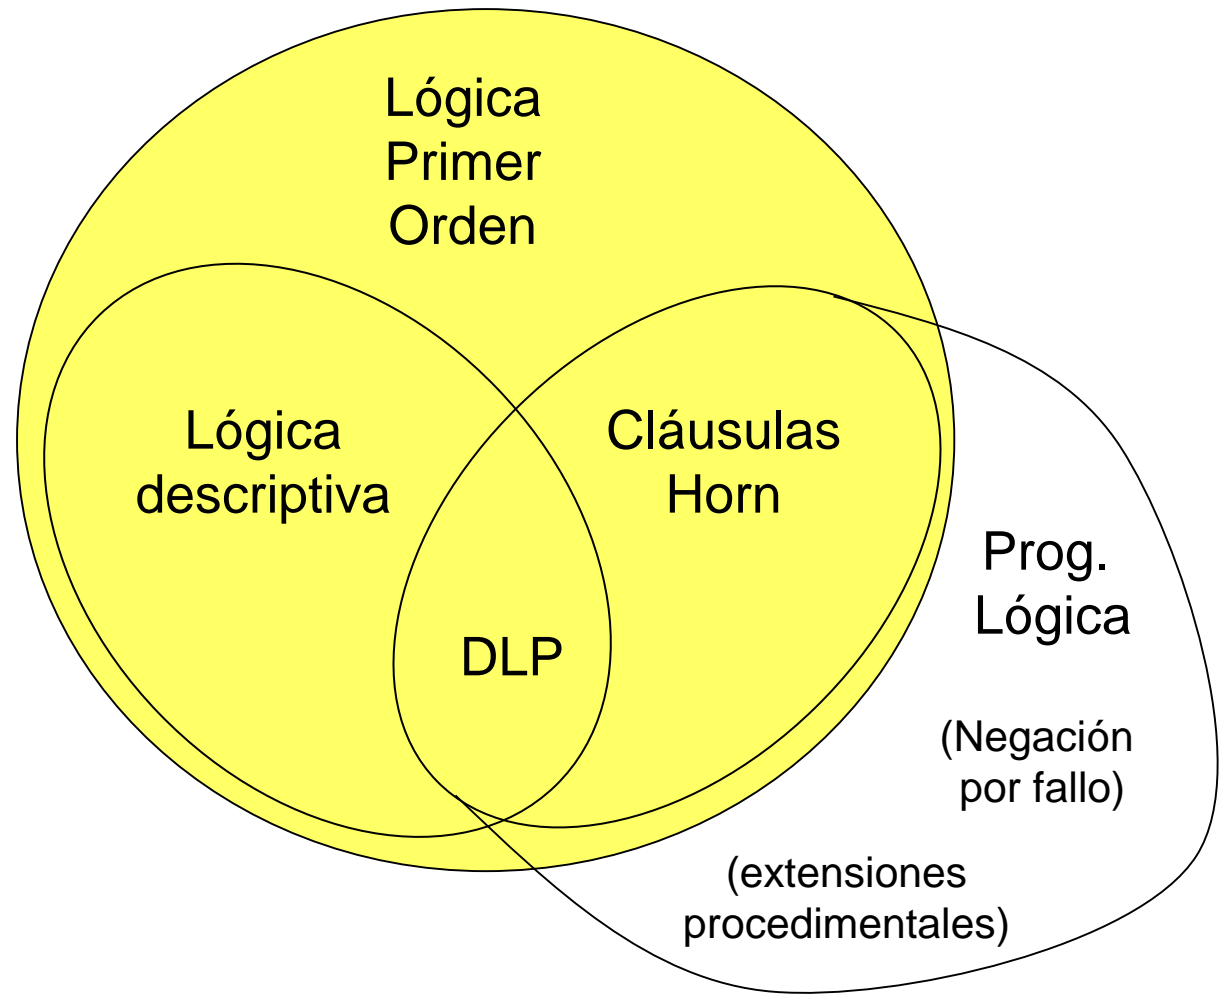 Lógica
Primer
Orden
Lógica
descriptiva
Cláusulas
Horn
DLP
Prog.
Lógica
(Negación
por fallo)
(extensiones
procedimentales)